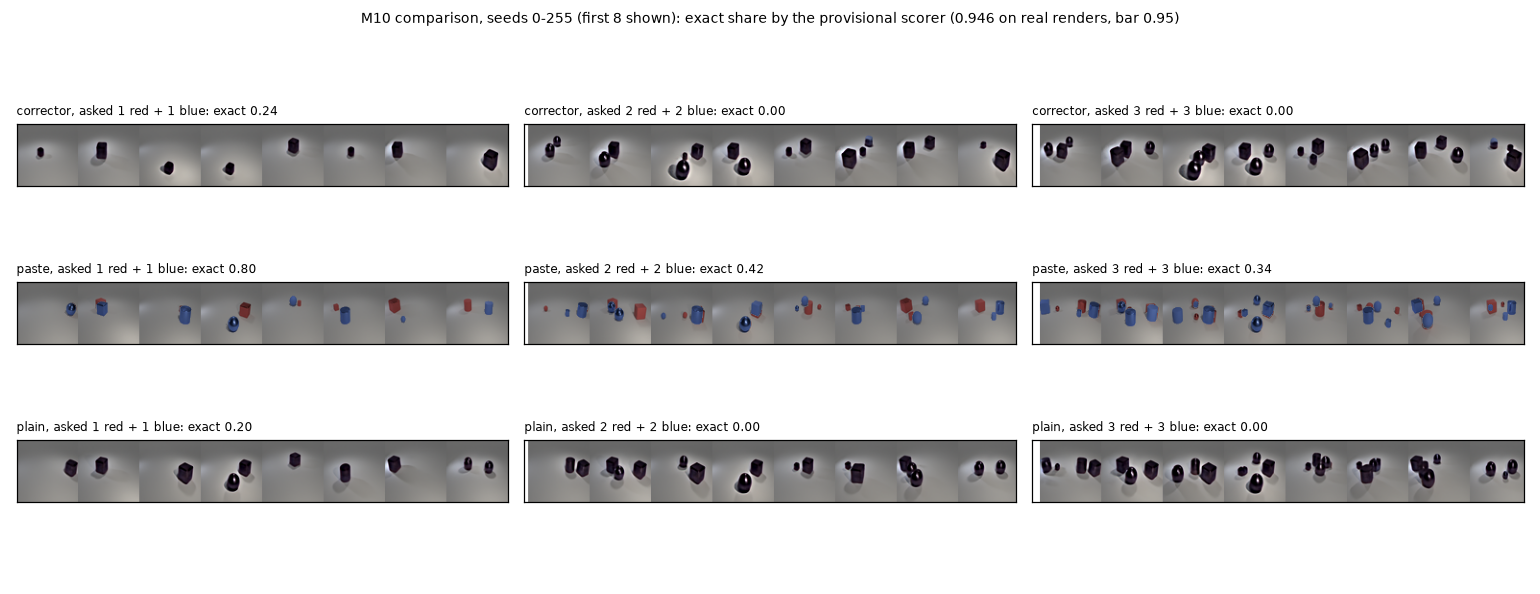 M10 comparison, seeds 0-255 (first 8 shown): exact share by the provisional scorer (0.946 on real renders, bar 0.95)
corrector, asked 1 red + 1 blue: exact 0.24
corrector, asked 2 red + 2 blue: exact 0.00
corrector, asked 3 red + 3 blue: exact 0.00
paste, asked 1 red + 1 blue: exact 0.80
paste, asked 2 red + 2 blue: exact 0.42
paste, asked 3 red + 3 blue: exact 0.34
plain, asked 1 red + 1 blue: exact 0.20
plain, asked 2 red + 2 blue: exact 0.00
plain, asked 3 red + 3 blue: exact 0.00